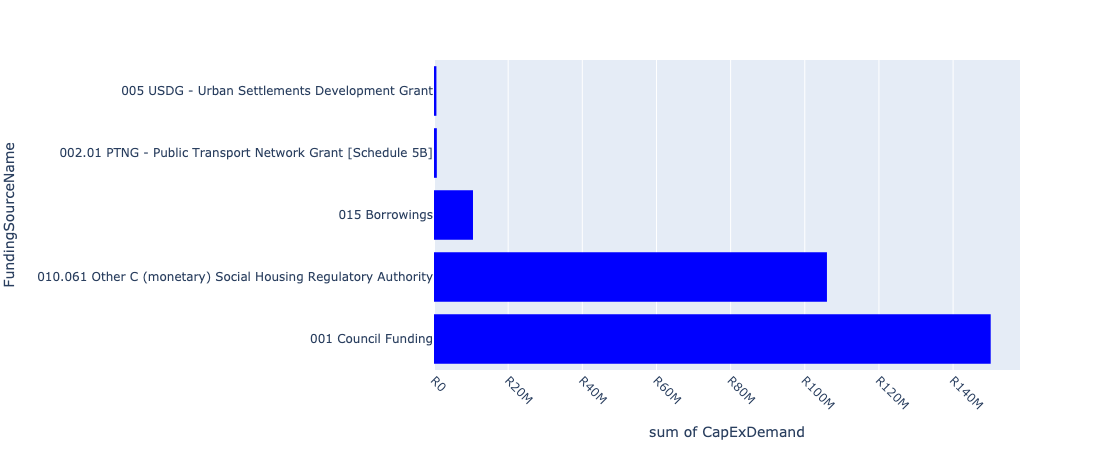 FundingSourceName
005 USDG - Urban Settlements Development Grant
002.01 PTNG - Public Transport Network Grant [Schedule 5B]
015 Borrowings
010.061 Other C (monetary) Social Housing Regulatory Authority
001 Council Funding
R0
R20M
R40M
R60M
R80M
R100M
R120M
R140M
sum of CapExDemand